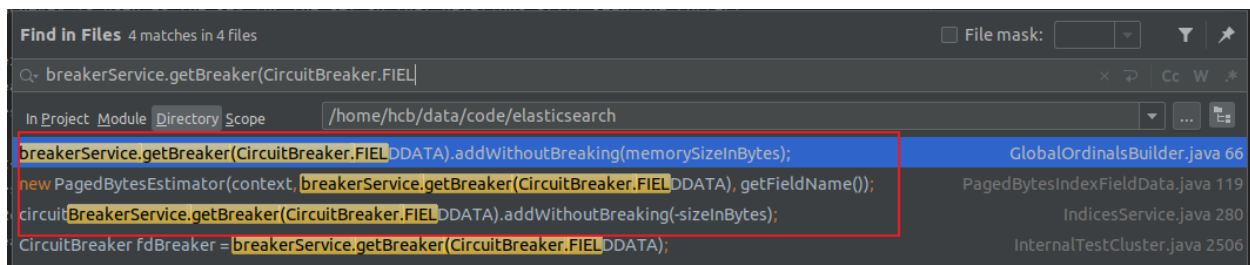 Find in Files 4 matches in 4 files File mask:
breakerService.getBreaker(CircuitBreaker.FIEL Cc W .*
In Project Module Directory Scope /home/hcb/data/code/elasticsearch ...
breakerService.getBreaker(CircuitBreaker.FIELDDATA).addWithoutBreaking(memorySizeInBytes); GlobalOrdinalsBuilder.java 66
new PagedBytesEstimator(context, breakerService.getBreaker(CircuitBreaker.FIELDDATA), getFieldName()); PagedBytesIndexFieldData.java 119
circuitBreakerService.getBreaker(CircuitBreaker.FIELDDATA).addWithoutBreaking(-sizeInBytes); IndicesService.java 280
CircuitBreaker fdBreaker = breakerService.getBreaker(CircuitBreaker.FIELDDATA); InternalTestCluster.java 2506